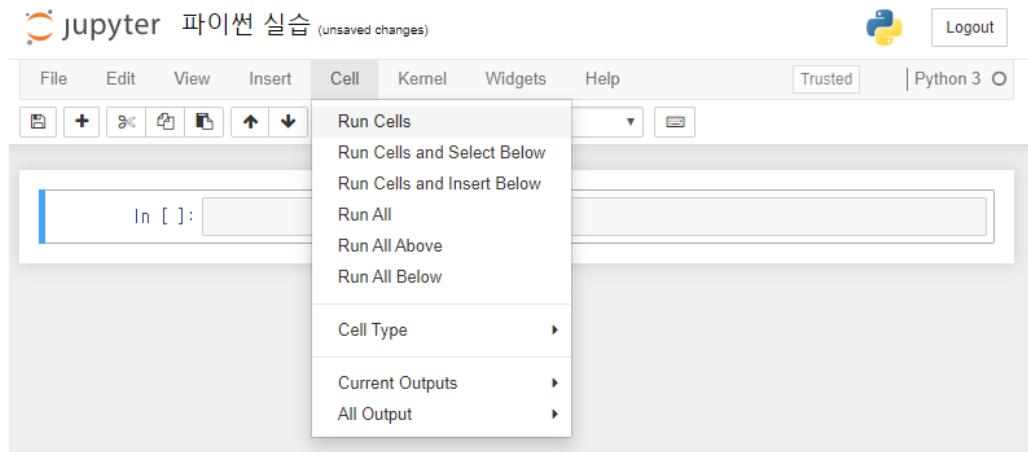 jupyter 파이썬 실습 (unsaved changes)
Logout
File Edit View Insert Cell Kernel Widgets Help
Trusted
Python 3
Run Cells
Run Cells and Select Below
Run Cells and Insert Below
In [ ]:
Run All
Run All Above
Run All Below
Cell Type
Current Outputs
All Output